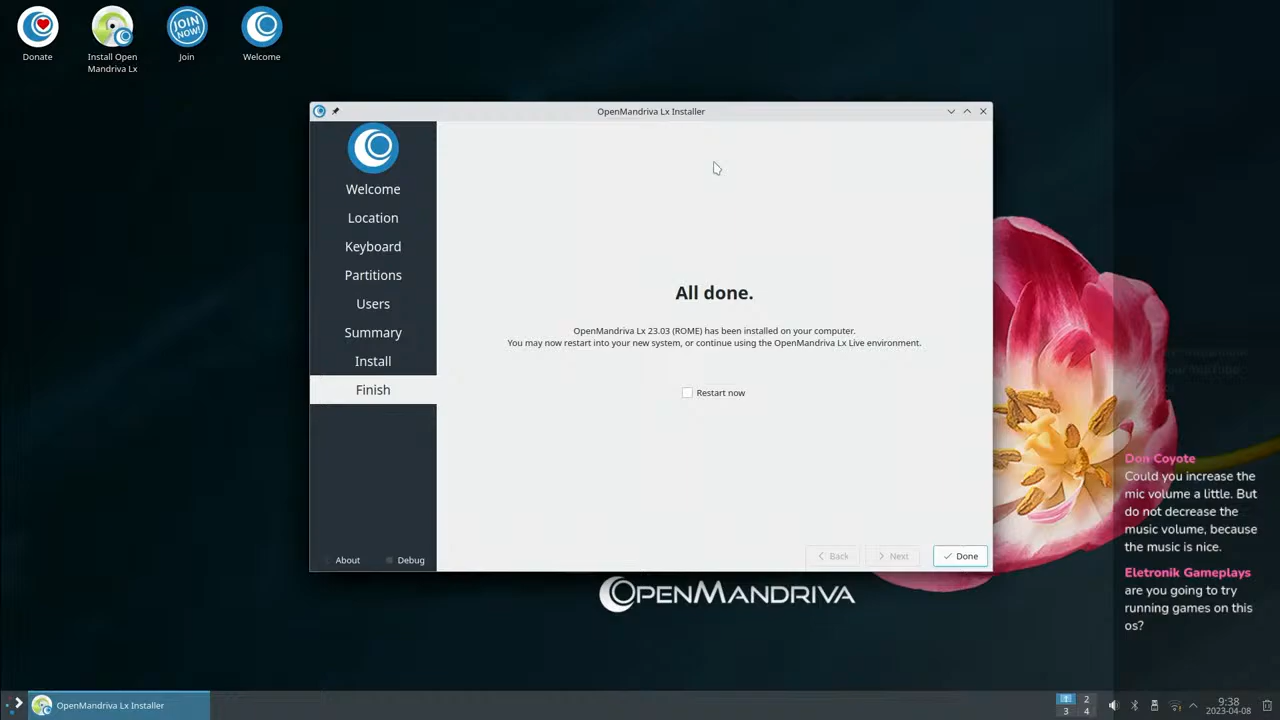 Donate
Install Open
Mandriva Lx
JOIN
NOW!
Join
Welcome
OpenMandriva Lx Installer
Welcome
Location
Keyboard
Partitions
Users
Summary
Install
Finish
About
Debug
All done.
OpenMandriva Lx 23.03 (ROME) has been installed on your computer.
You may now restart into your new system, or continue using the OpenMandriva Lx Live environment.
Restart now
Back
Next
Done
OPENMANDRIVA
Don Coyote
Could you increase the
mic volume a little. But
do not decrease the
music volume, because
the music is nice.
Eletronik Gameplays
are you going to try
running games on this
os?
OpenMandriva Lx Installer
1
2
3
4
9:38
2023-04-08